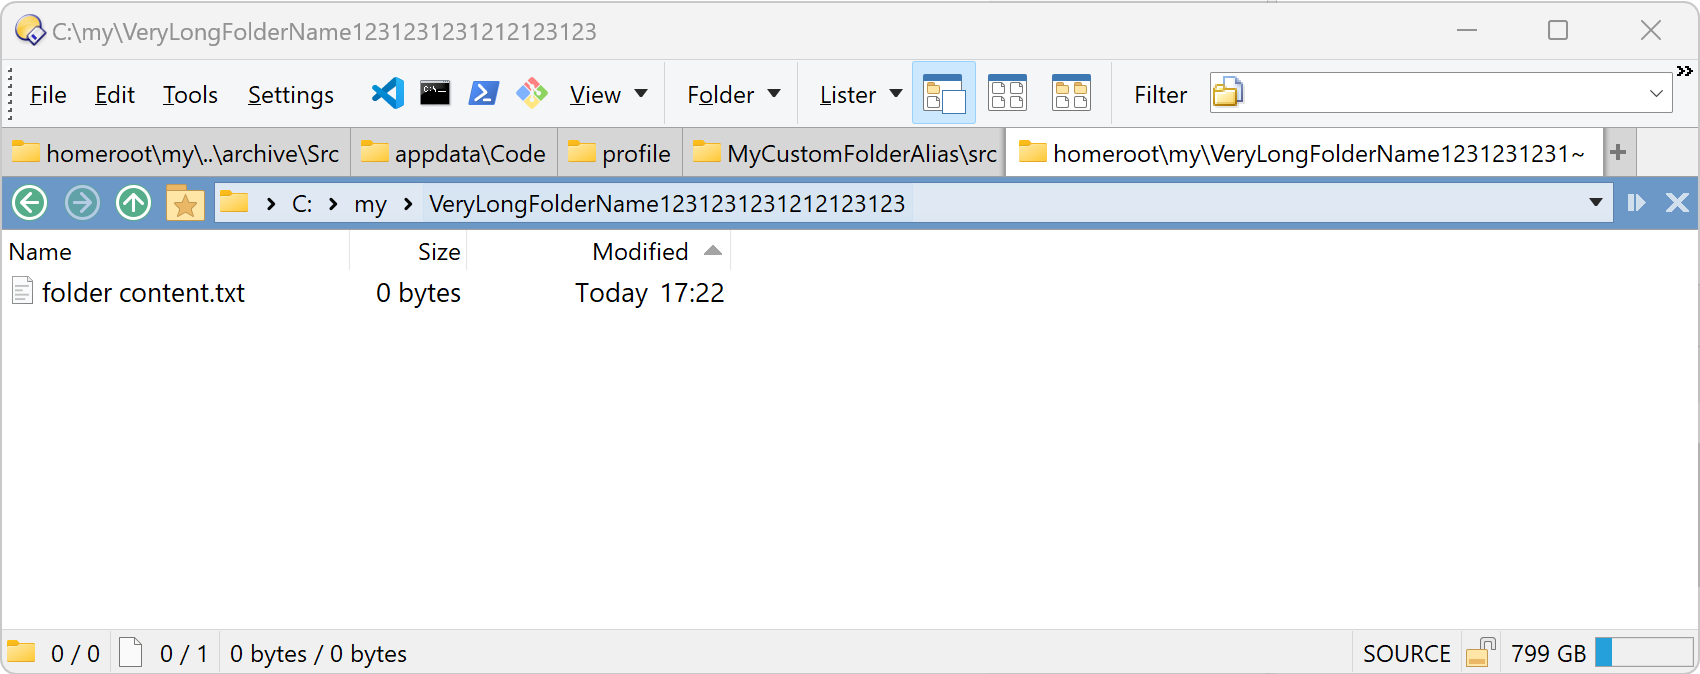 C:\my\VeryLongFolderName1231231231212123123
File Edit Tools Settings View Folder Lister Filter
homeroot\my\..\archive\Src appdata\Code profile MyCustomFolderAlias\src homeroot\my\VeryLongFolderName1231231231~ +
C: my VeryLongFolderName1231231231212123123
Name Size Modified
folder content.txt 0 bytes Today 17:22
0 / 0 0 / 1 0 bytes / 0 bytes SOURCE 799 GB